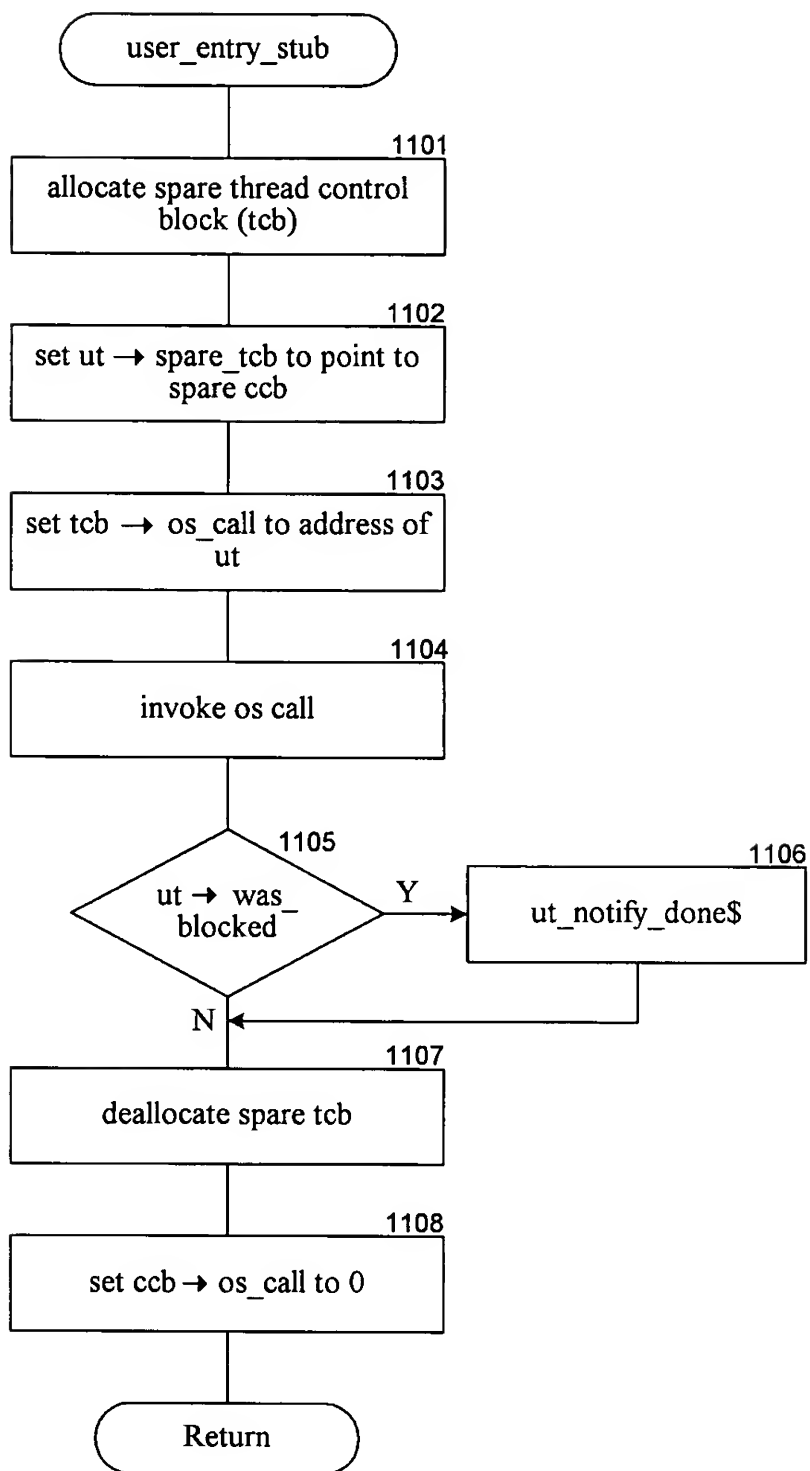 user_entry_stub
1101
allocate spare thread control
block (tcb)
1102
set ut → spare_tcb to point to
spare ccb
1103
set tcb → os_call to address of
ut
1104
invoke os call
1105
ut → was_
blocked
Y
1106
ut_notify_done$
N
1107
deallocate spare tcb
1108
set ccb → os_call to 0
Return